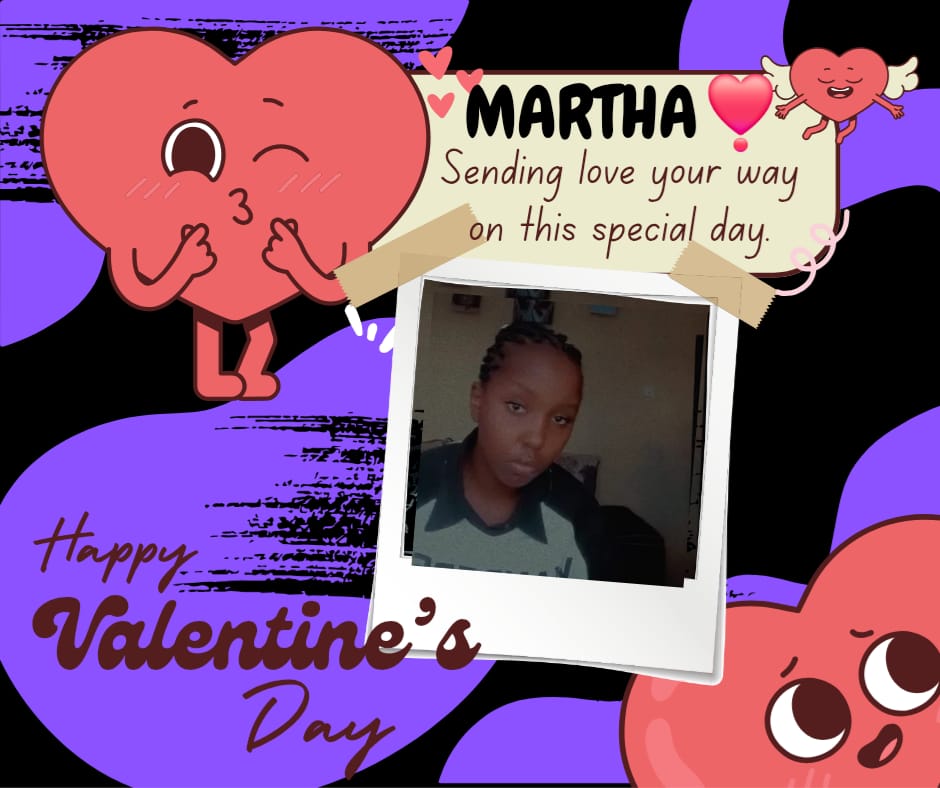 MARTHA
Sending love your way
on this special day.
Happy
Valentine's
Day